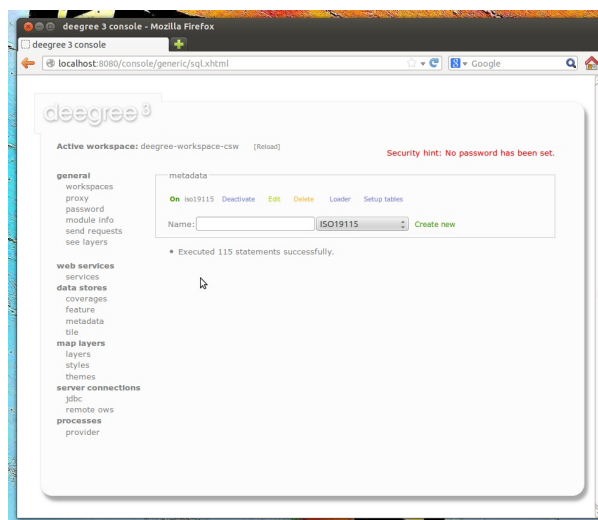 deegree 3 console - Mozilla Firefox
deegree 3 console
localhost:8080/console/generic/sql.xhtml
Google
deegree 3
Active workspace: deegree-workspace-csw [Reload]
Security hint: No password has been set.
general
workspaces
proxy
password
module info
send requests
see layers
web services
services
data stores
coverages
feature
metadata
tile
map layers
layers
styles
themes
server connections
jdbc
remote ows
processes
provider
metadata
On iso19115 Deactivate Edit Delete Loader Setup tables
Name: ISO19115 Create new
• Executed 115 statements successfully.